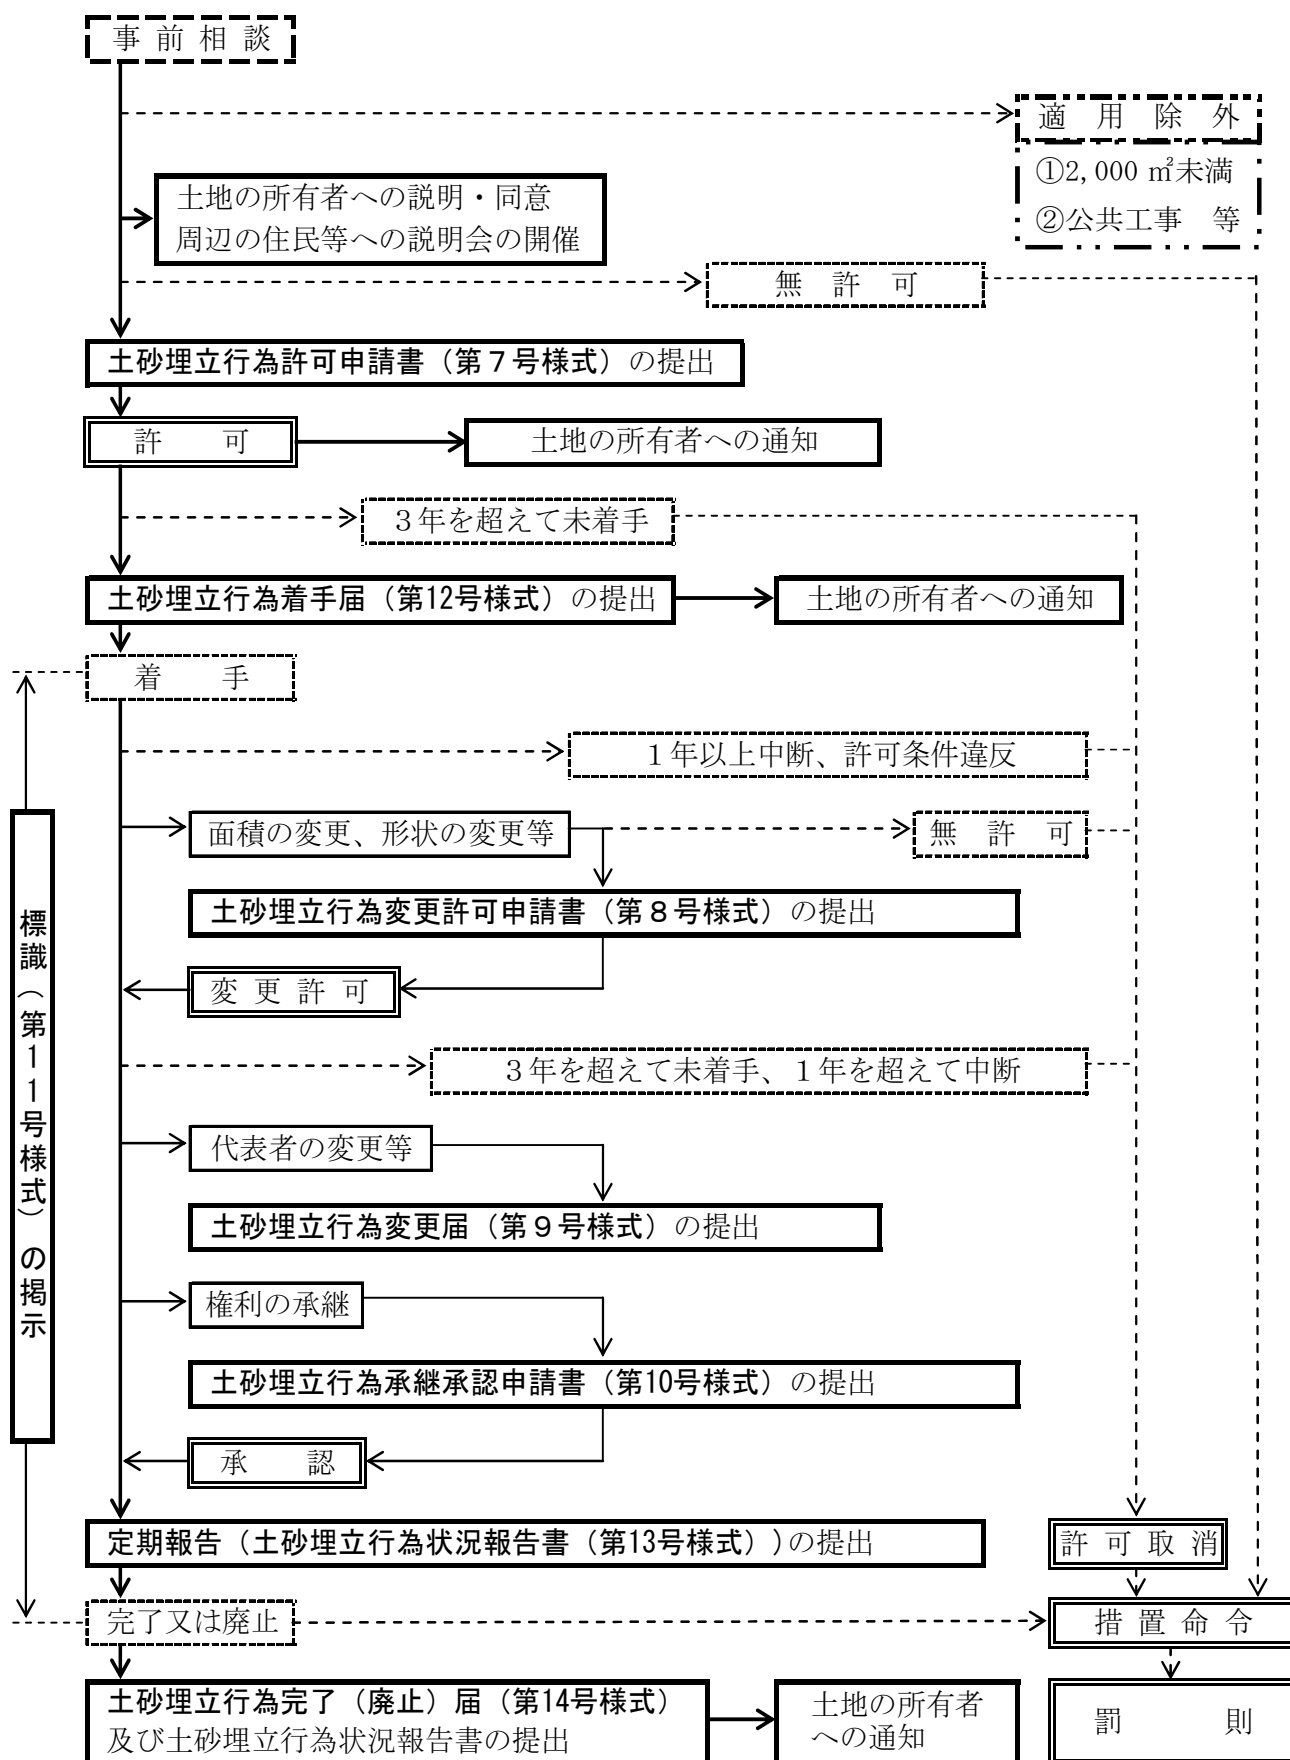 事前相談
適用除外
①2,000㎡未満
②公共工事 等
土地の所有者への説明・同意
周辺の住民等への説明会の開催
無許可
土砂埋立行為許可申請書(第7号様式)の提出
許可
土地の所有者への通知
3年を超えて未着手
土砂埋立行為着手届(第12号様式)の提出
土地の所有者への通知
着手
1年以上中断、許可条件違反
面積の変更、形状の変更等
無許可
土砂埋立行為変更許可申請書(第8号様式)の提出
変更許可
標識(第11号様式)の掲示
3年を超えて未着手、1年を超えて中断
代表者の変更等
土砂埋立行為変更届(第9号様式)の提出
権利の承継
土砂埋立行為承継承認申請書(第10号様式)の提出
承認
定期報告(土砂埋立行為状況報告書(第13号様式))の提出
許可取消
完了又は廃止
措置命令
土砂埋立行為完了(廃止)届(第14号様式)
及び土砂埋立行為状況報告書の提出
土地の所有者
への通知
罰則